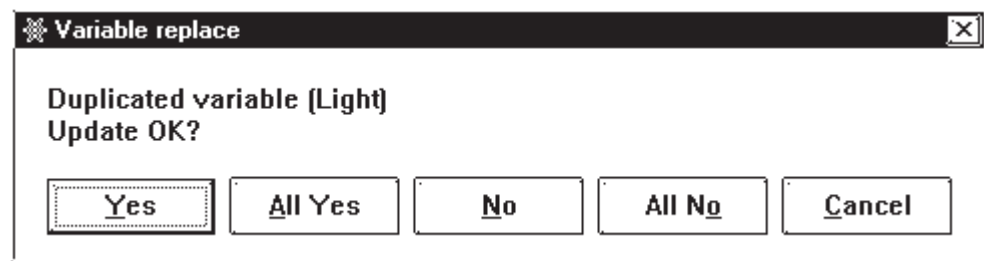 Variable replace
Duplicated variable (Light)
Update OK?
Yes All Yes No All No Cancel